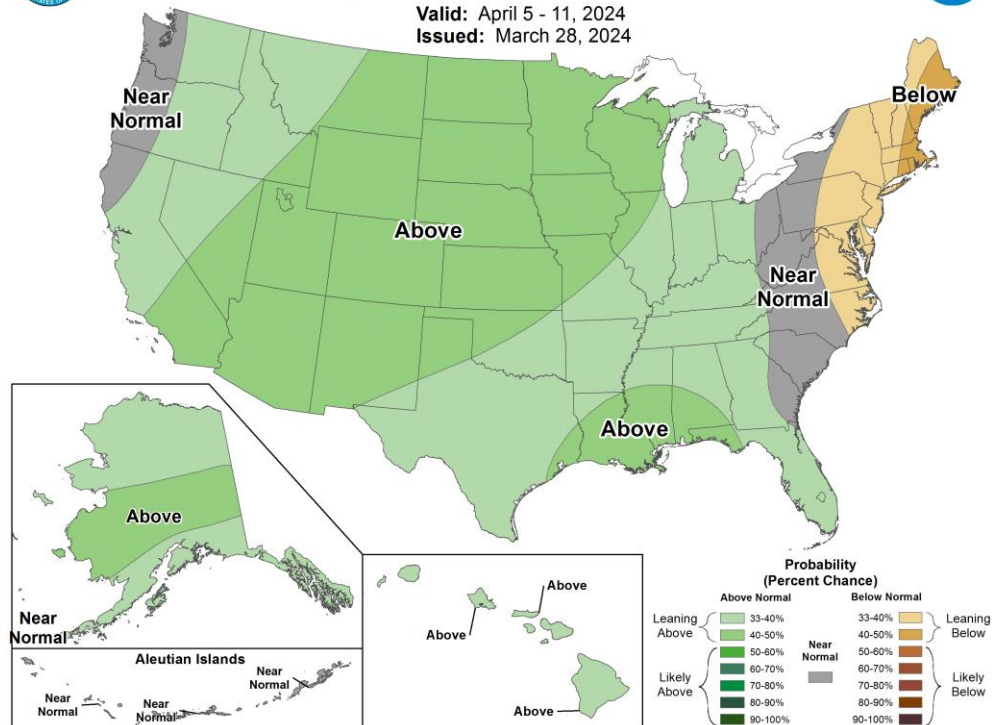 Valid: April 5 - 11, 2024
Issued: March 28, 2024
Near
Normal
Below
Above
Near
Normal
Above
Above
Near
Normal
Aleutian Islands
Near
Normal
Near
Normal
Near
Normal
Above
Above
Above
Probability
(Percent Chance)
Above Normal
Below Normal
Leaning
Above
33-40%
40-50%
Likely
Above
50-60%
60-70%
70-80%
80-90%
90-100%
Near
Normal
33-40%
40-50%
Leaning
Below
50-60%
60-70%
70-80%
80-90%
90-100%
Likely
Below